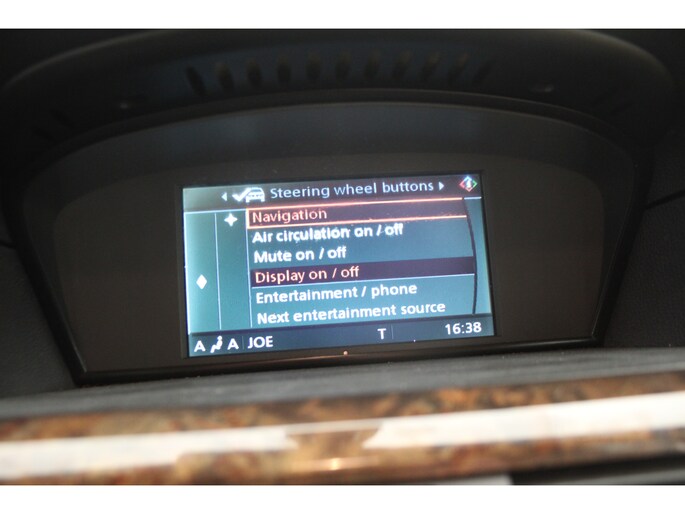 Steering wheel buttons
Navigation
Air circulation on / off
Mute on / off
Display on / off
Entertainment / phone
Next entertainment source
A A JOE T 16:38